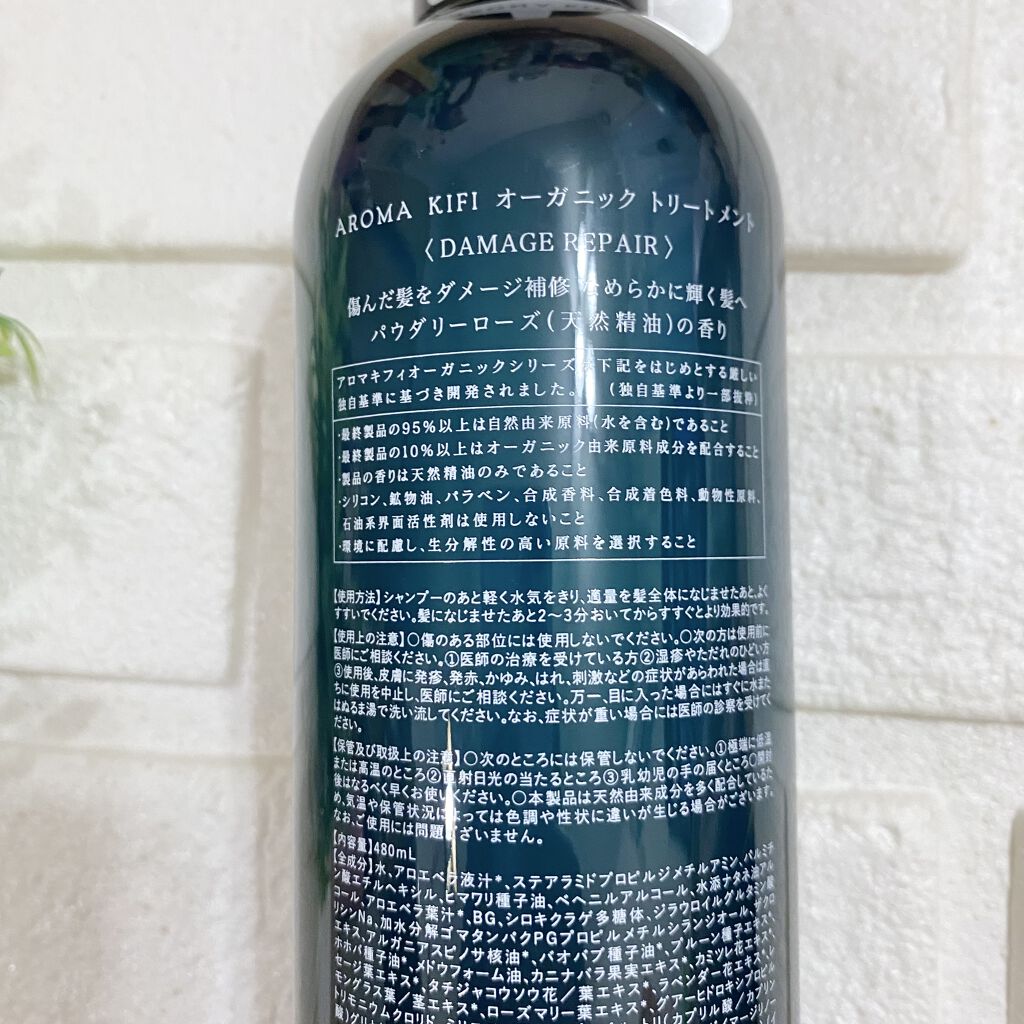 AROMA KIFI オーガニック トリートメント
〈DAMAGE REPAIR〉
傷んだ髪をダメージ補修 なめらかに輝く髪へ
パウダリーローズ(天然精油)の香り
アロマキフィオーガニックシリーズは下記をはじめとする厳しい
独自基準に基づき開発されました。 (独自基準より一部抜粋)
・最終製品の95%以上は自然由来原料(水を含む)であること
・最終製品の10%以上はオーガニック由来原料成分を配合すること
・製品の香りは天然精油のみであること
・シリコン、鉱物油、パラベン、合成香料、合成着色料、動物性原料、
石油系界面活性剤は使用しないこと
・環境に配慮し、生分解性の高い原料を選択すること
【使用方法】シャンプーのあと軽く水気をきり、適量を髪全体になじませたあと、よく
すすいでください。髪になじませたあと2〜3分おいてからすすぐとより効果的です。
【使用上の注意】〇傷のある部位には使用しないでください。〇次の方は使用前に
医師にご相談ください。①医師の治療を受けている方②湿疹やただれのひどい方
③使用後、皮膚に発疹、発赤、かゆみ、はれ、刺激などの症状があらわれた場合は直
ちに使用を中止し、医師にご相談ください。万一、目に入った場合にはすぐに水また
はぬるま湯で洗い流してください。なお、症状が重い場合には医師の診察を受けてく
ださい。
【保管及び取扱上の注意】〇次のところには保管しないでください。①極端に低温
または高温のところ②直射日光の当たるところ③乳幼児の手の届くところ〇開封
後はなるべく早くお使いください。〇本製品は天然由来成分を多く配合しているた
め、気温や保管状況によっては色調や性状に違いが生じる場合がございます。
なお、ご使用には問題ございません。
【内容量】480mL
【全成分】水、アロエベラ液汁*、ステアラミドプロピルジメチルアミン、パルミチ
ン酸エチルヘキシル、ヒマワリ種子油、ベヘニルアルコール、水添ナタネ油アル
コール、アロエベラ葉汁*、BG、シロキクラゲ多糖体、ジラウロイルグルタミン酸
リシンNa、加水分解ゴマタンパクPGプロピルメチルシランジオール、ザクロ
エキス、アルガニアスピノサ核油*、バオバブ種子油*、プルーン種子エキス*、
ホホバ種子油*、メドウフォーム油、カニナバラ果実エキス*、カミツレ花エキス*、
セージ葉エキス*、タチジャコウソウ花/葉エキス*、ラベンダー花エキス*、レ
モングラス葉/茎エキス*、ローズマリー葉エキス*、グアーヒドロキシプロピル
トリモニウムクロリド、